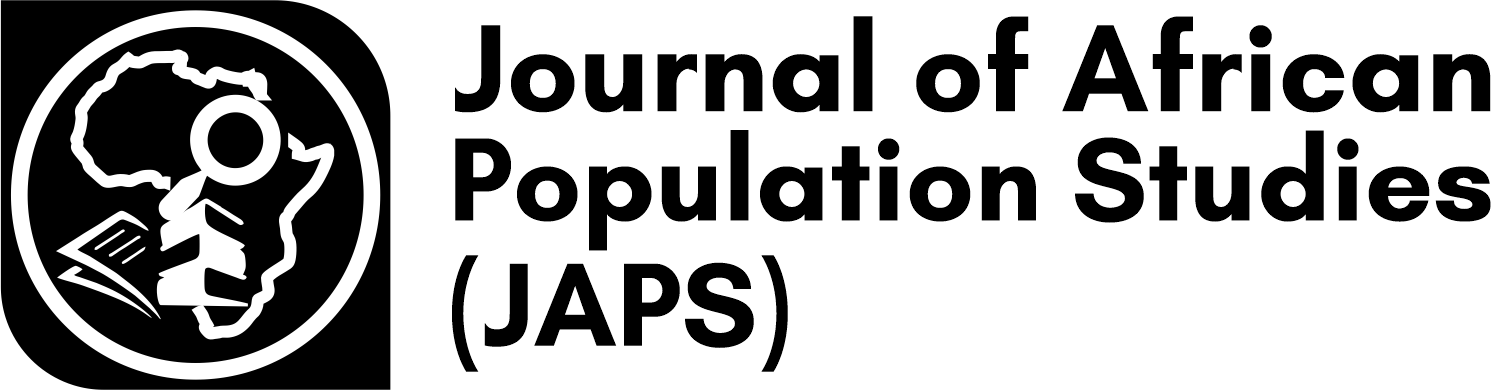 Journal of African
Population Studies
(JAPS)